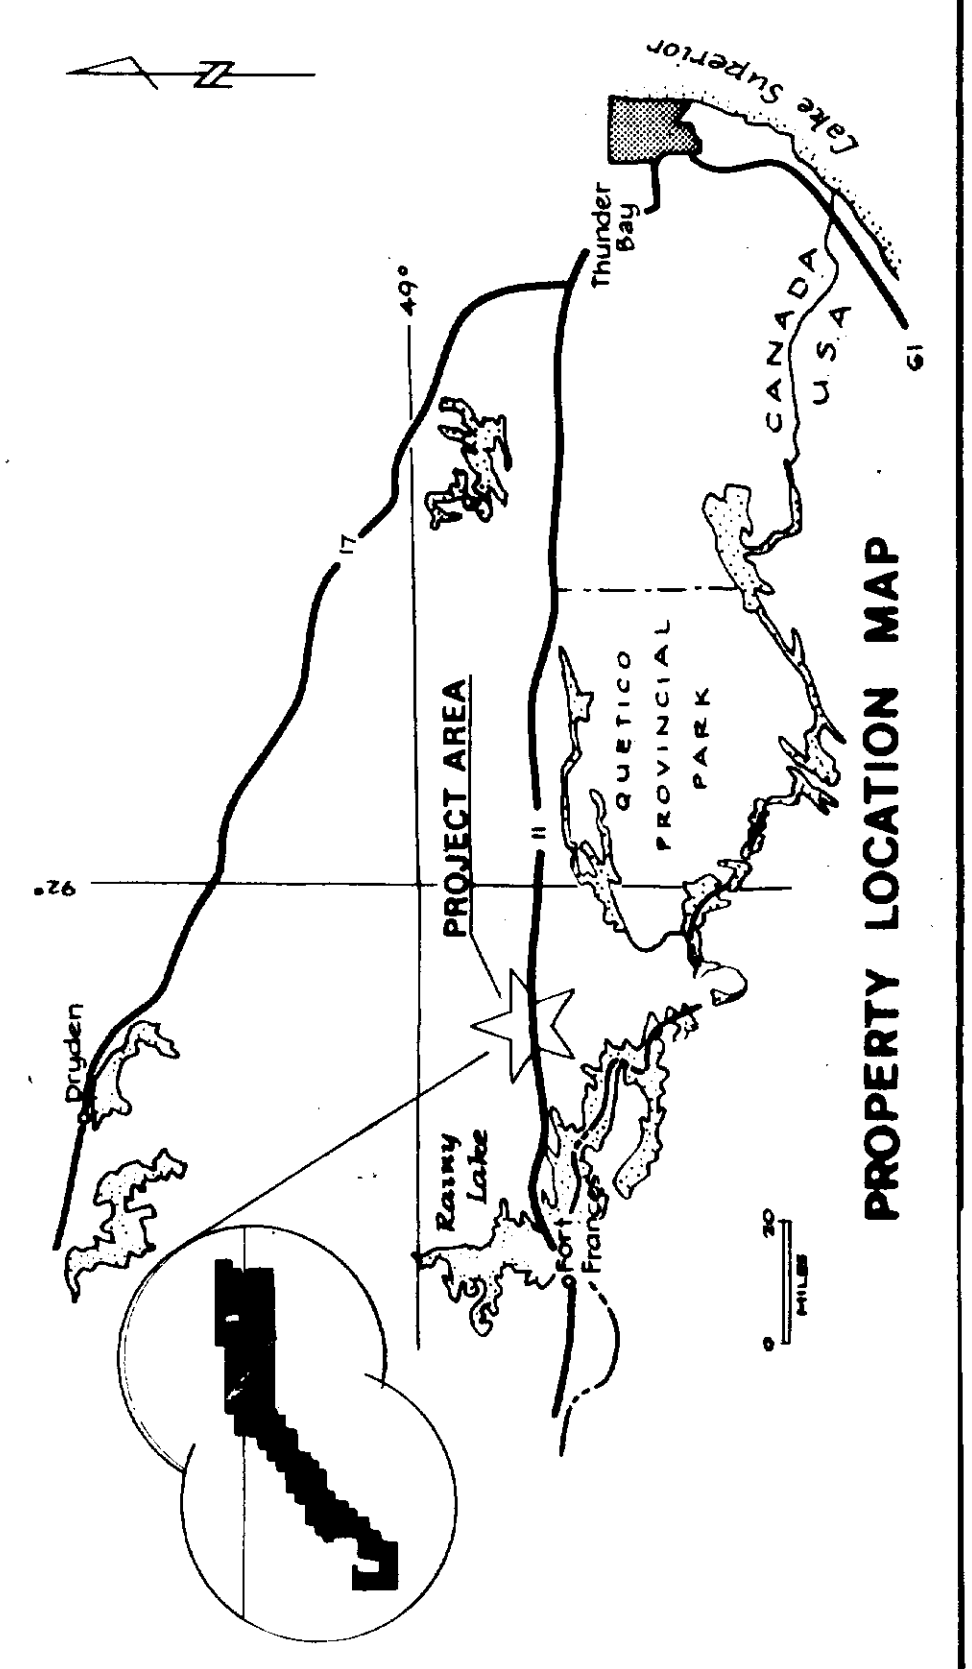 N
Lake Superior
Thunder
Bay
49°
17
CANADA
U.S.A
61
PROJECT AREA
11
QUETICO
PROVINCIAL
PARK
92°
Dryden
Rainy
Lake
Fort
Frances
0 20
MILES
PROPERTY LOCATION MAP